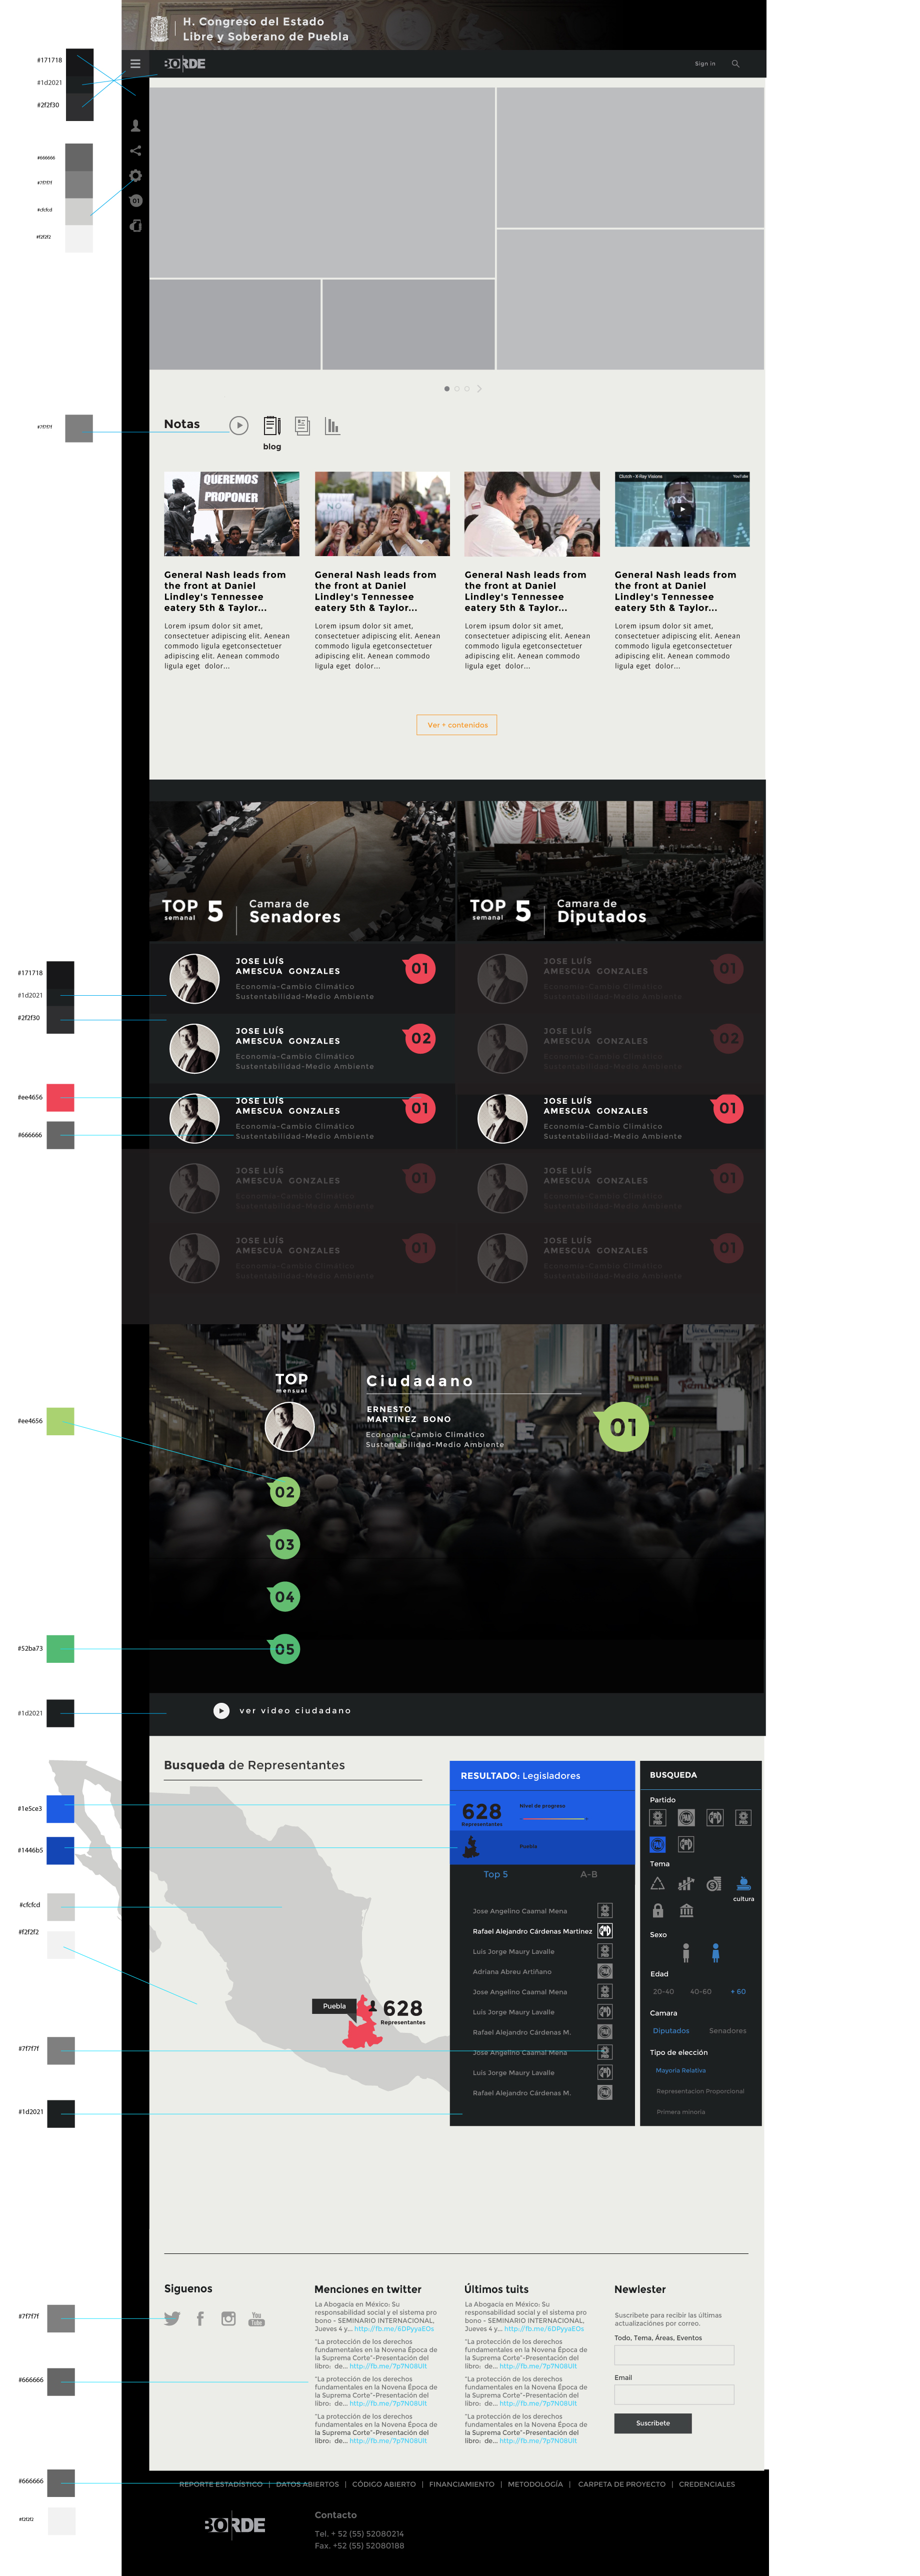 H. Congreso del Estado
Libre y Soberano de Puebla
BORDE
Sign in
#171718
#1d2021
#2f2f30
#666666
#7f7f7f
#cfcfcd
#f2f2f2
01
#7f7f7f
Notas
blog
QUEREMOS
PROPONER
NO
Clutch - X-Ray Visions
YouTube
General Nash leads from
the front at Daniel
Lindley's Tennessee
eatery 5th & Taylor...
Lorem ipsum dolor sit amet,
consectetuer adipiscing elit. Aenean
commodo ligula egetconsectetuer
adipiscing elit. Aenean commodo
ligula eget dolor...
General Nash leads from
the front at Daniel
Lindley's Tennessee
eatery 5th & Taylor...
Lorem ipsum dolor sit amet,
consectetuer adipiscing elit. Aenean
commodo ligula egetconsectetuer
adipiscing elit. Aenean commodo
ligula eget dolor...
General Nash leads from
the front at Daniel
Lindley's Tennessee
eatery 5th & Taylor...
Lorem ipsum dolor sit amet,
consectetuer adipiscing elit. Aenean
commodo ligula egetconsectetuer
adipiscing elit. Aenean commodo
ligula eget dolor...
General Nash leads from
the front at Daniel
Lindley's Tennessee
eatery 5th & Taylor...
Lorem ipsum dolor sit amet,
consectetuer adipiscing elit. Aenean
commodo ligula egetconsectetuer
adipiscing elit. Aenean commodo
ligula eget dolor...
Ver + contenidos
TOP 5
semanal
Camara de
Senadores
TOP 5
semanal
Camara de
Diputados
#171718
#1d2021
#2f2f30
#ee4656
#666666
JOSE LUÍS
AMESCUA GONZALES
Economía-Cambio Climático
Sustentabilidad-Medio Ambiente
01
JOSE LUÍS
AMESCUA GONZALES
Economía-Cambio Climático
Sustentabilidad-Medio Ambiente
02
JOSE LUÍS
AMESCUA GONZALES
Economía-Cambio Climático
Sustentabilidad-Medio Ambiente
01
JOSE LUÍS
AMESCUA GONZALES
Economía-Cambio Climático
Sustentabilidad-Medio Ambiente
01
JOSE LUÍS
AMESCUA GONZALES
Economía-Cambio Climático
Sustentabilidad-Medio Ambiente
01
JOSE LUÍS
AMESCUA GONZALES
Economía-Cambio Climático
Sustentabilidad-Medio Ambiente
01
JOSE LUÍS
AMESCUA GONZALES
Economía-Cambio Climático
Sustentabilidad-Medio Ambiente
02
JOSE LUÍS
AMESCUA GONZALES
Economía-Cambio Climático
Sustentabilidad-Medio Ambiente
01
JOSE LUÍS
AMESCUA GONZALES
Economía-Cambio Climático
Sustentabilidad-Medio Ambiente
01
JOSE LUÍS
AMESCUA GONZALES
Economía-Cambio Climático
Sustentabilidad-Medio Ambiente
01
TOP
mensual
Ciudadano
ERNESTO
MARTINEZ BONO
Economía-Cambio Climático
Sustentabilidad-Medio Ambiente
01
Parma
#ee4656
02
03
04
#52ba73
05
#1d2021
ver video ciudadano
Busqueda de Representantes
#1e5ce3
#1446b5
#cfcfcd
#f2f2f2
#7f7f7f
#1d2021
Puebla
628
Representantes
RESULTADO: Legisladores
628
Representantes
Nivel de progreso
Puebla
Top 5
A-B
Jose Angelino Caamal Mena
Rafael Alejandro Cárdenas Martínez
Luis Jorge Maury Lavalle
Adriana Abreu Artiñano
Jose Angelino Caamal Mena
Luis Jorge Maury Lavalle
Rafael Alejandro Cárdenas M.
Jose Angelino Caamal Mena
Luis Jorge Maury Lavalle
Rafael Alejandro Cárdenas M.
BUSQUEDA
Partido
Tema
cultura
Sexo
Edad
20-40 40-60 + 60
Camara
Diputados Senadores
Tipo de elección
Mayoria Relativa
Representacion Proporcional
Primera minoria
#7f7f7f
#666666
Siguenos
You
Tube
Menciones en twitter
La Abogacía en México: Su
responsabilidad social y el sistema pro
bono - SEMINARIO INTERNACIONAL,
Jueves 4 y... http://fb.me/6DPyyaEOs
"La protección de los derechos
fundamentales en la Novena Época de
la Suprema Corte"-Presentación del
libro: de... http://fb.me/7p7N08UIt
"La protección de los derechos
fundamentales en la Novena Época de
la Suprema Corte"-Presentación del
libro: de... http://fb.me/7p7N08UIt
"La protección de los derechos
fundamentales en la Novena Época de
la Suprema Corte"-Presentación del
libro: de... http://fb.me/7p7N08UIt
Últimos tuits
La Abogacía en México: Su
responsabilidad social y el sistema pro
bono - SEMINARIO INTERNACIONAL,
Jueves 4 y... http://fb.me/6DPyyaEOs
"La protección de los derechos
fundamentales en la Novena Época de
la Suprema Corte"-Presentación del
libro: de... http://fb.me/7p7N08UIt
"La protección de los derechos
fundamentales en la Novena Época de
la Suprema Corte"-Presentación del
libro: de... http://fb.me/7p7N08UIt
"La protección de los derechos
fundamentales en la Novena Época de
la Suprema Corte"-Presentación del
libro: de... http://fb.me/7p7N08UIt
Newlester
Suscribete para recibir las últimas
actualizaciónes por correo.
Todo, Tema, Áreas, Eventos
Email
Suscribete
#666666
#f2f2f2
REPORTE ESTADÍSTICO | DATOS ABIERTOS | CÓDIGO ABIERTO | FINANCIAMIENTO | METODOLOGÍA | CARPETA DE PROYECTO | CREDENCIALES
BORDE
Contacto
Tel. + 52 (55) 52080214
Fax. +52 (55) 52080188